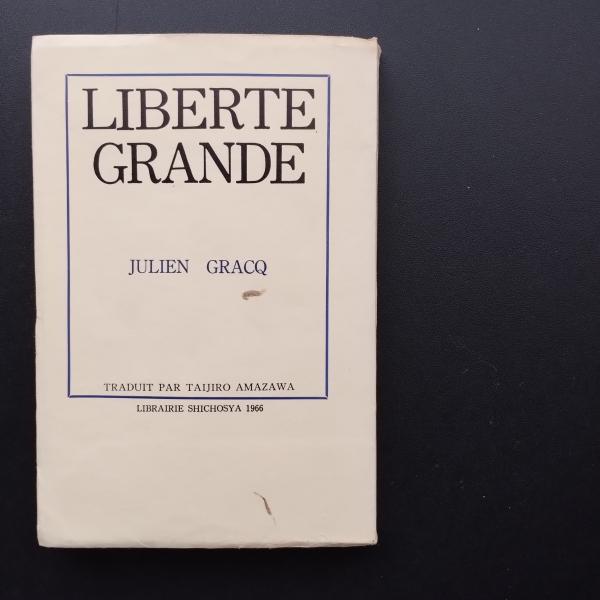 LIBERTE
GRANDE
JULIEN GRACQ
TRADUIT PAR TAIJIRO AMAZAWA
LIBRAIRIE SHICHOSYA 1966